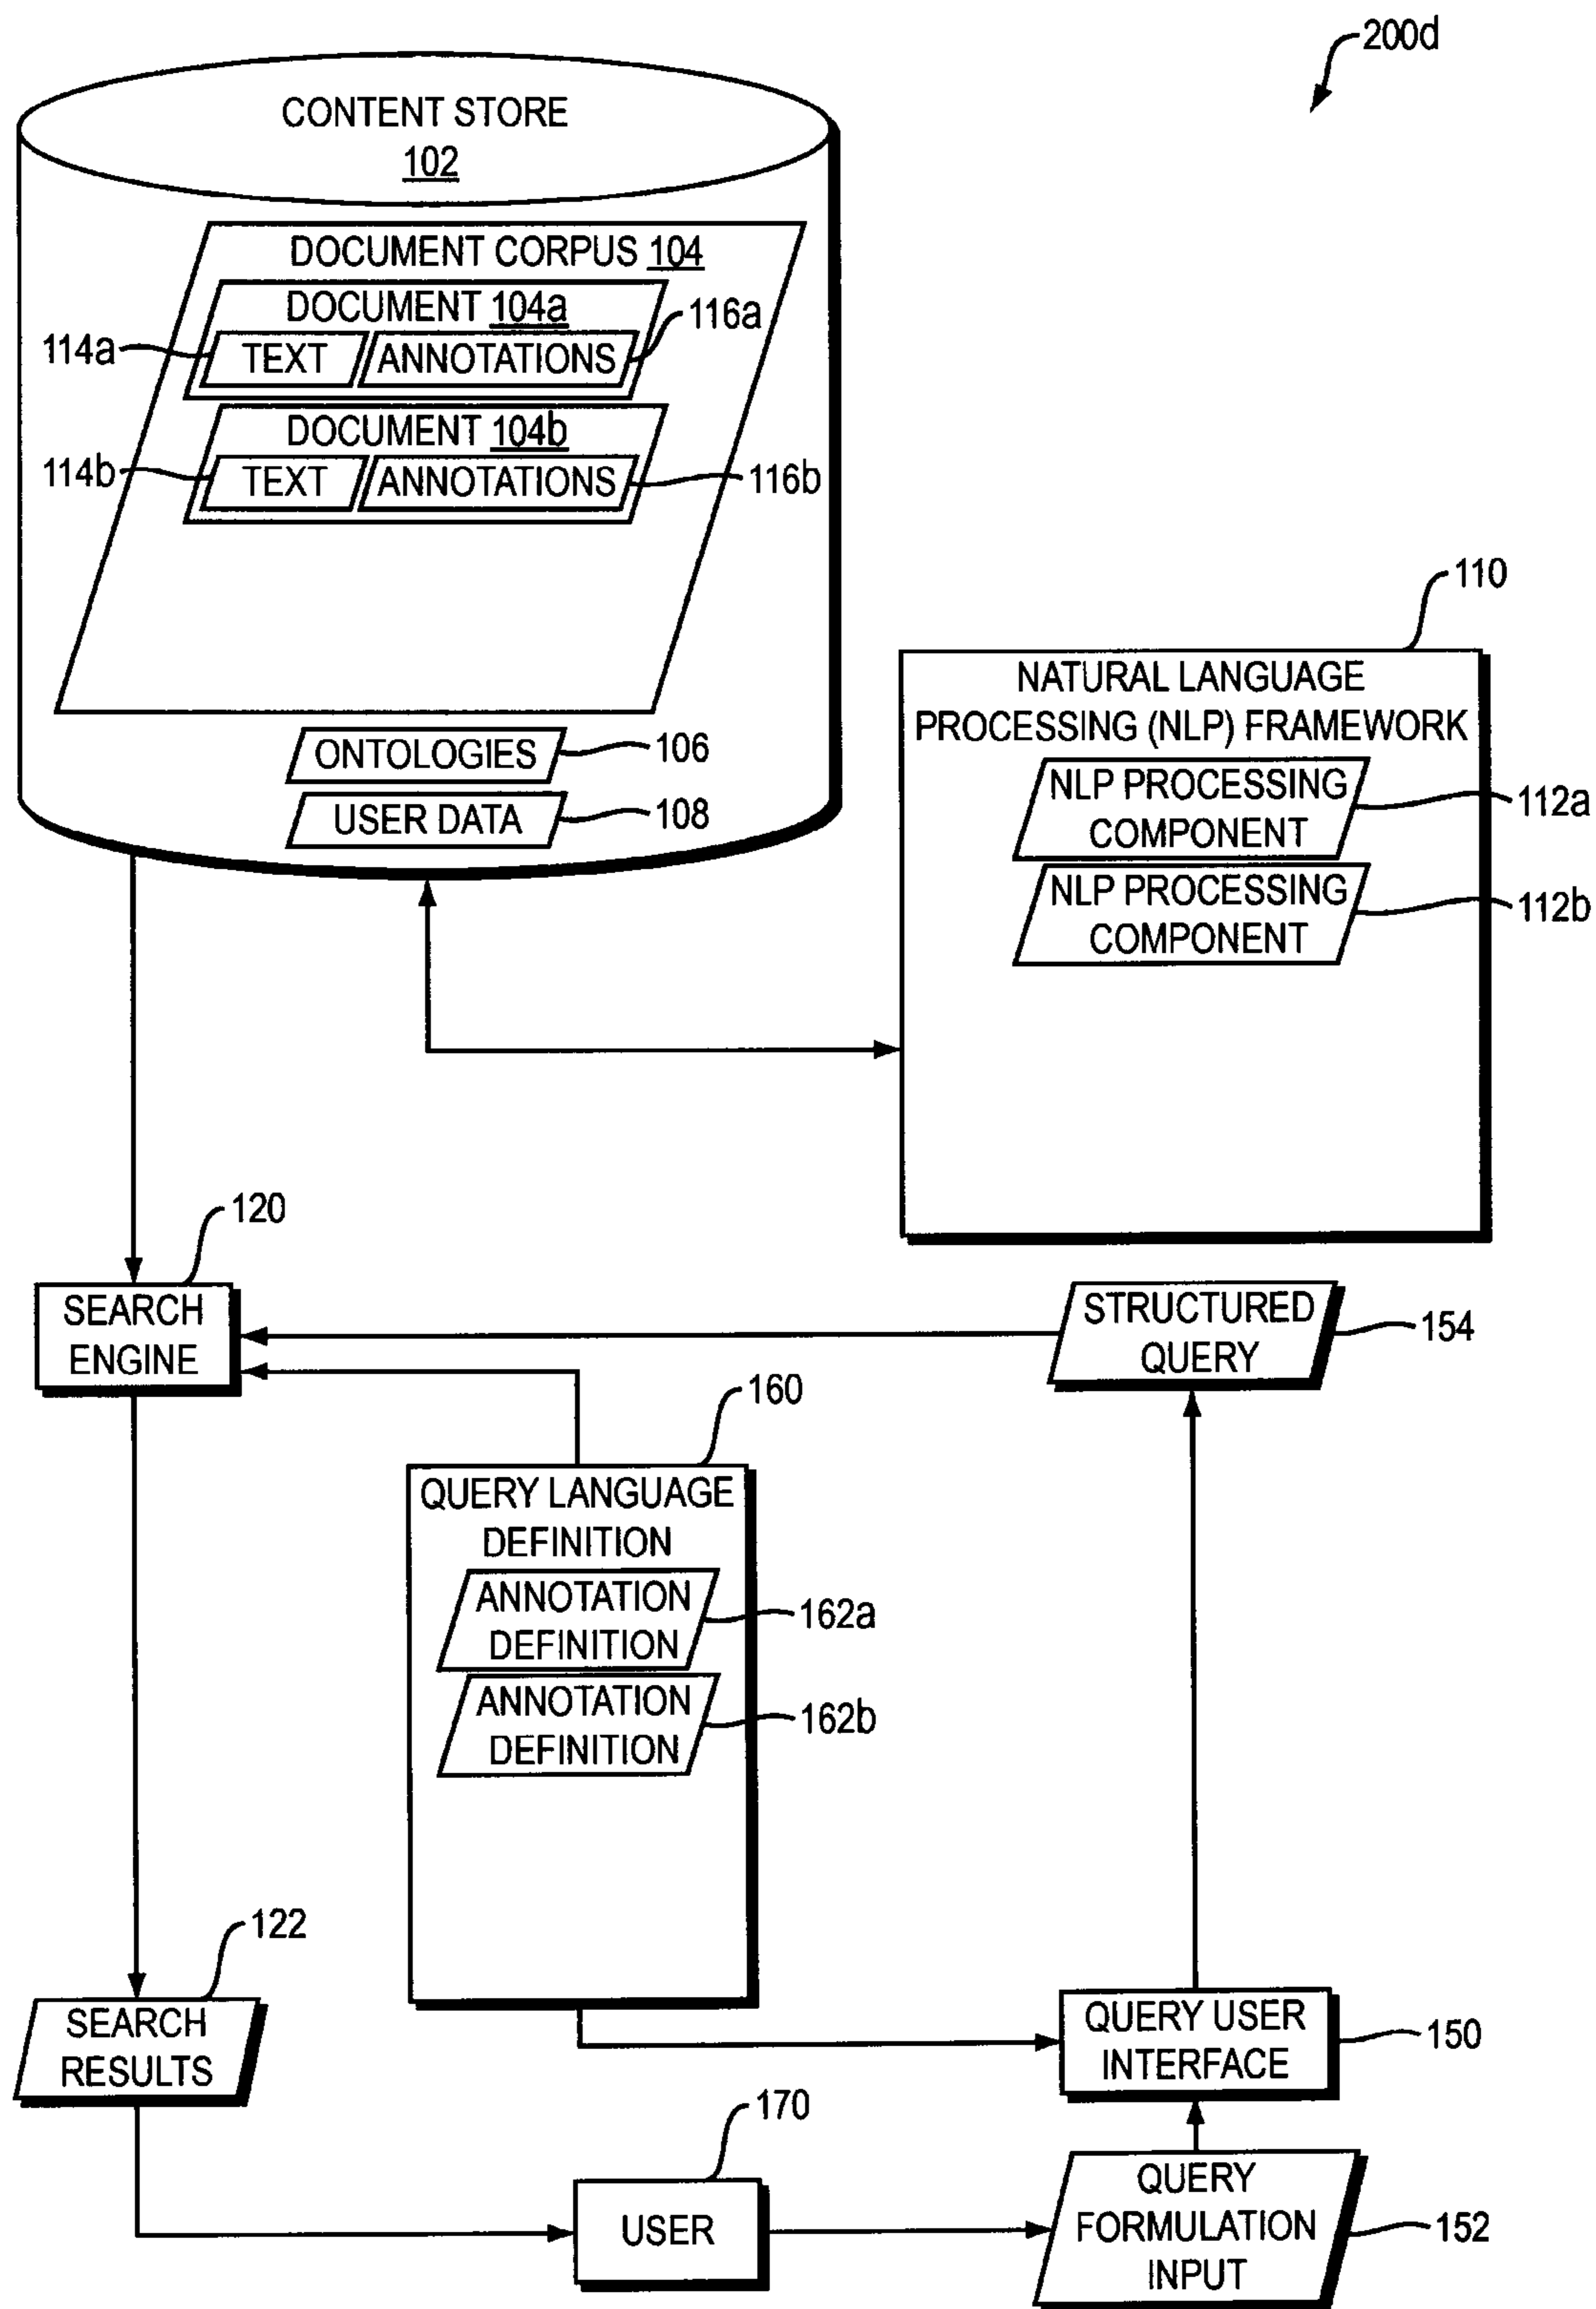 200d
CONTENT STORE
102
DOCUMENT CORPUS 104
DOCUMENT 104a
116a
114a
TEXT
ANNOTATIONS
DOCUMENT 104b
114b
TEXT
ANNOTATIONS
116b
110
NATURAL LANGUAGE
PROCESSING (NLP) FRAMEWORK
ONTOLOGIES
106
NLP PROCESSING
COMPONENT
112a
USER DATA
108
NLP PROCESSING
COMPONENT
112b
120
SEARCH
ENGINE
STRUCTURED
QUERY
154
160
QUERY LANGUAGE
DEFINITION
ANNOTATION
DEFINITION
162a
ANNOTATION
DEFINITION
162b
122
SEARCH
RESULTS
QUERY USER
INTERFACE
150
170
USER
QUERY
FORMULATION
INPUT
152